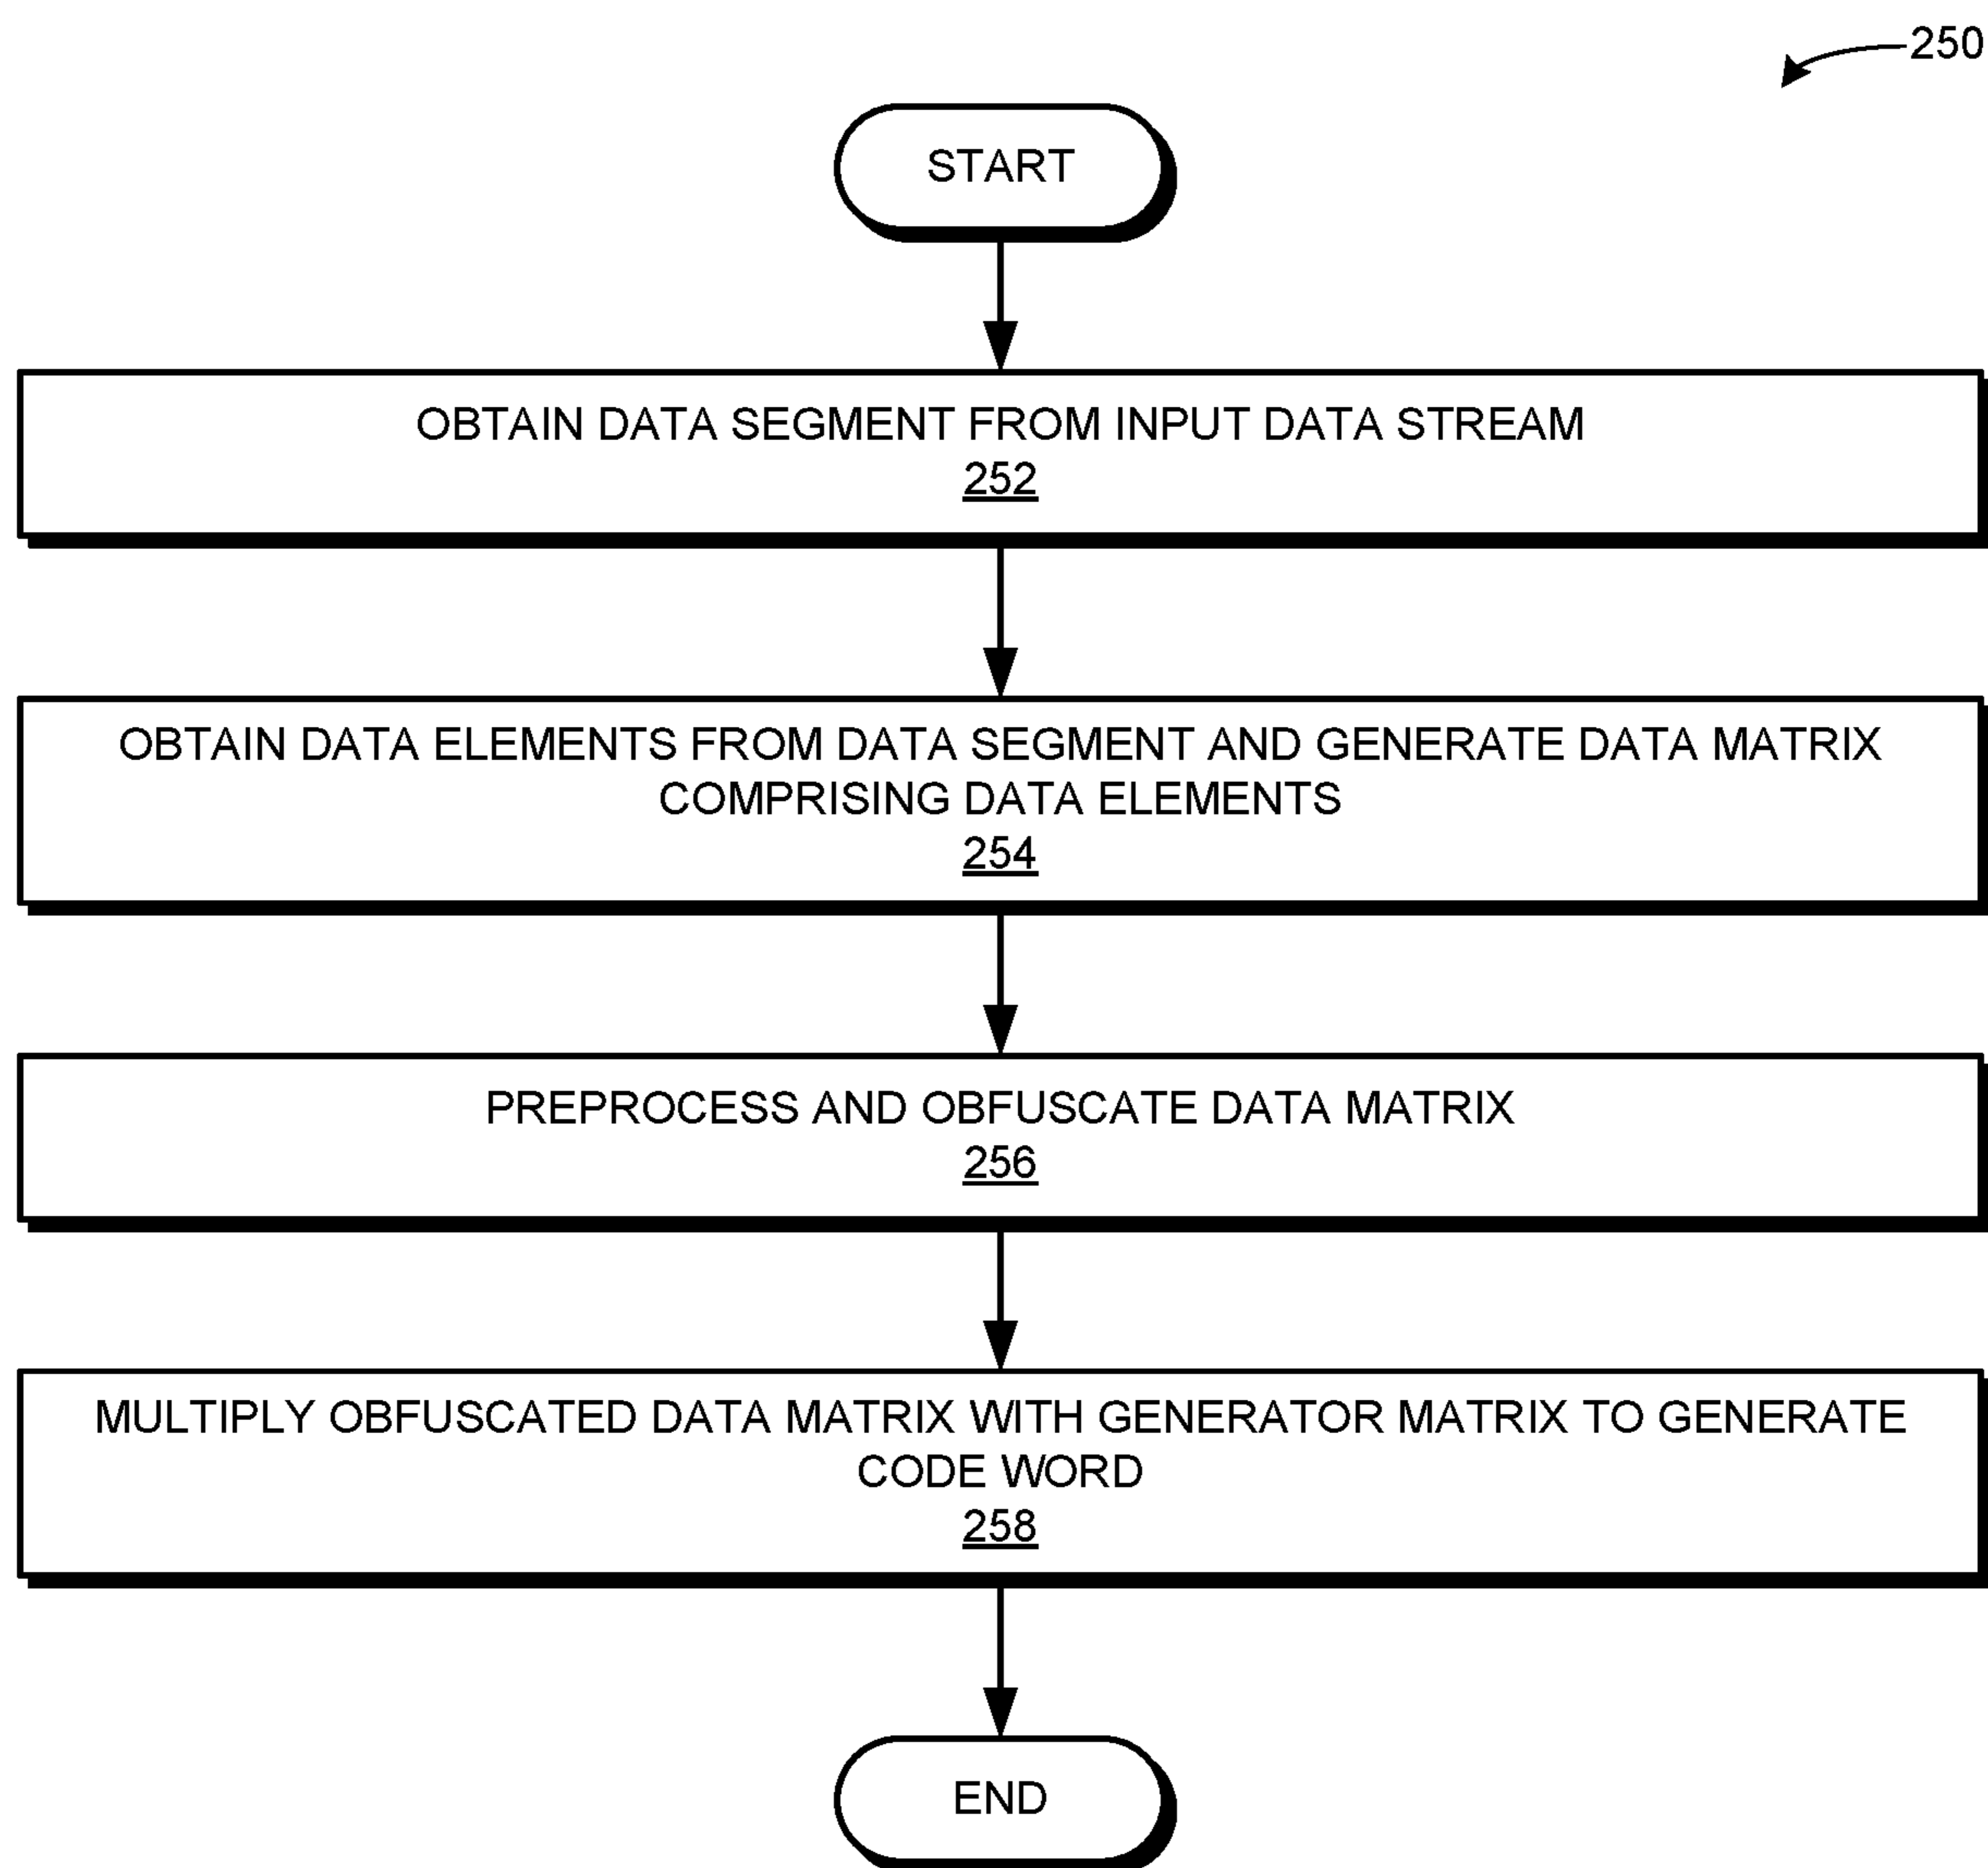 250
START
OBTAIN DATA SEGMENT FROM INPUT DATA STREAM
252
OBTAIN DATA ELEMENTS FROM DATA SEGMENT AND GENERATE DATA MATRIX
COMPRISING DATA ELEMENTS
254
PREPROCESS AND OBFUSCATE DATA MATRIX
256
MULTIPLY OBFUSCATED DATA MATRIX WITH GENERATOR MATRIX TO GENERATE
CODE WORD
258
END